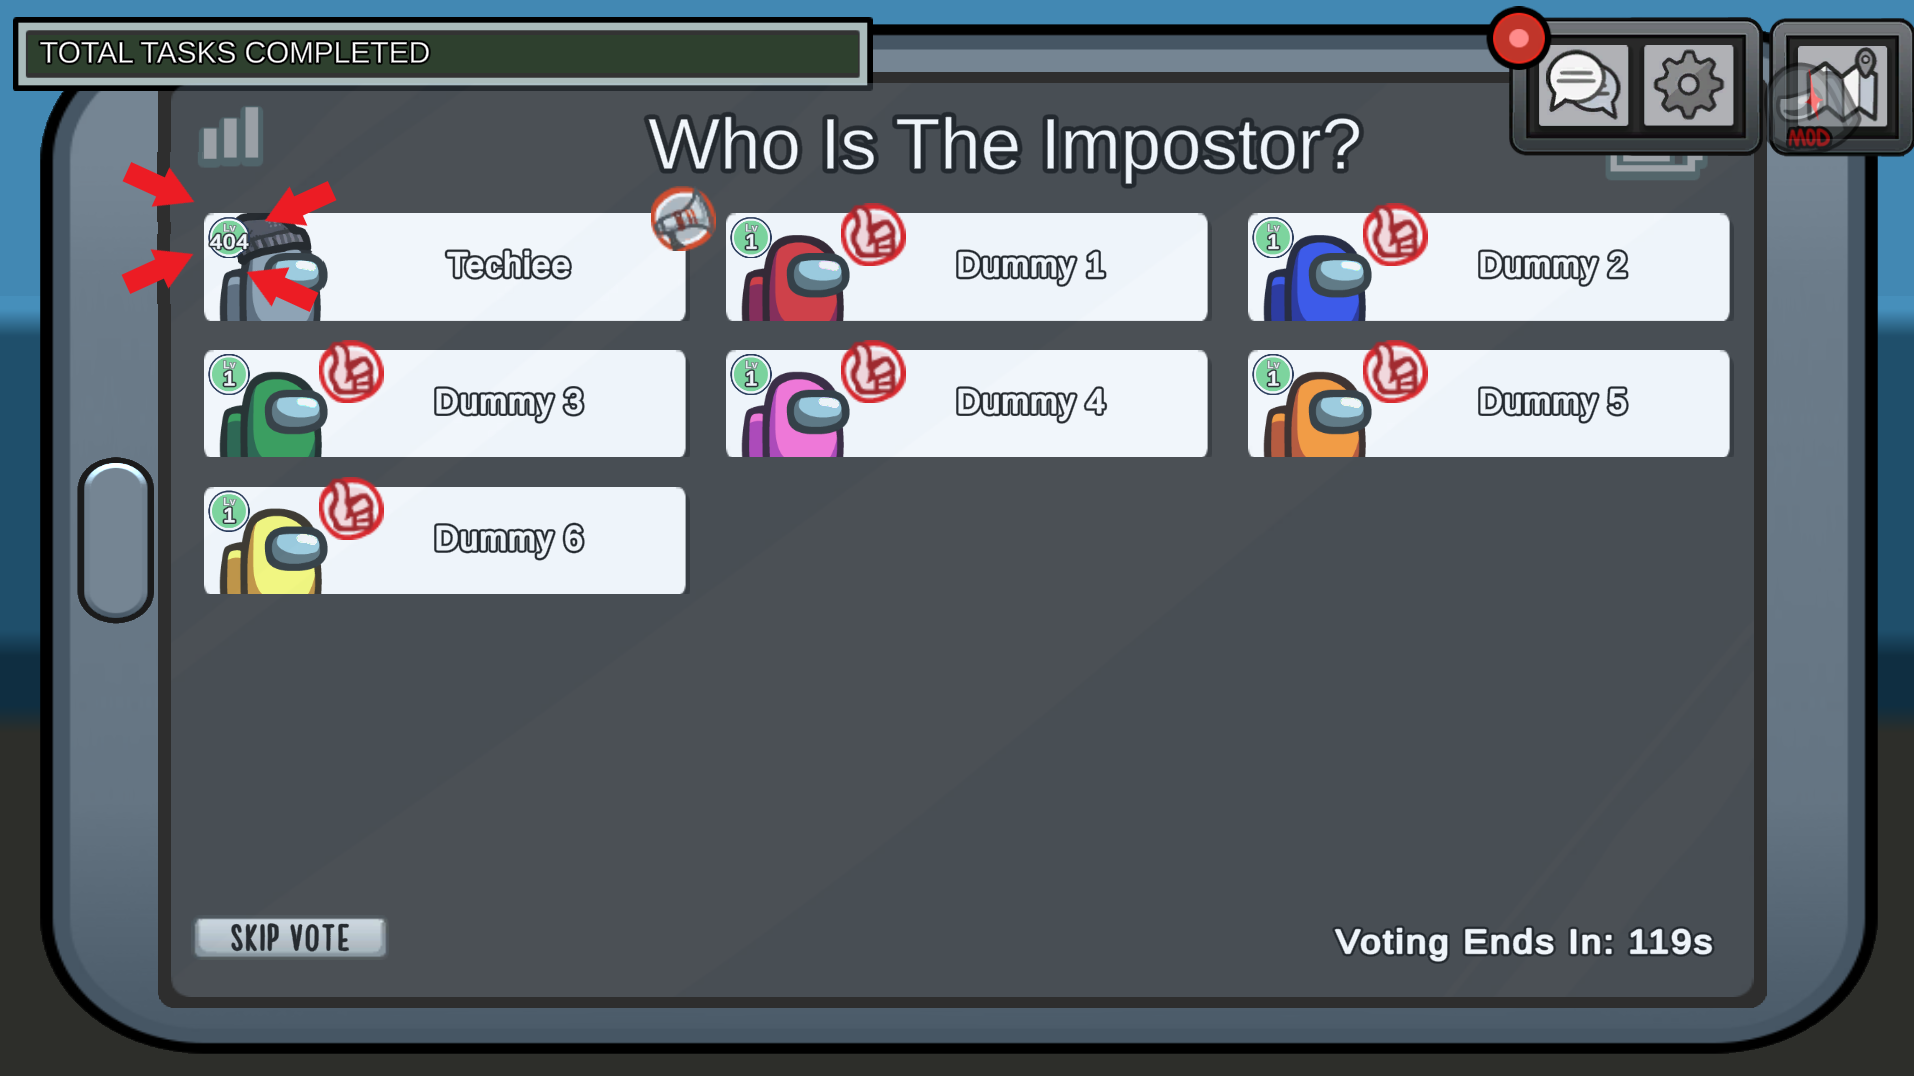 TOTAL TASKS COMPLETED
Who Is The Impostor?
MOD
Lv
404
Techiee
Lv
1
Dummy 1
Lv
1
Dummy 2
Lv
1
Dummy 3
Lv
1
Dummy 4
Lv
1
Dummy 5
Lv
1
Dummy 6
SKIP VOTE
Voting Ends In: 119s